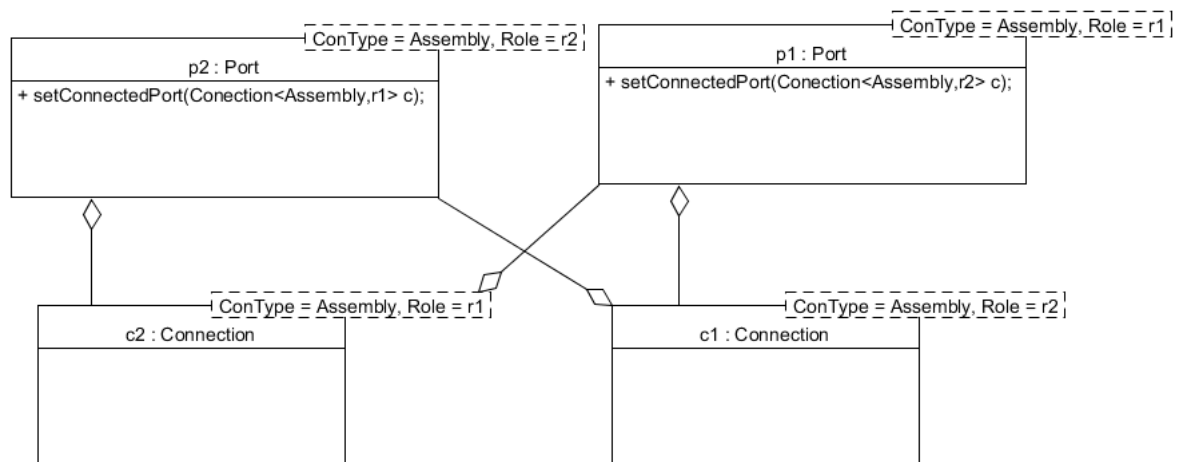 ConType = Assembly, Role = r2
p2 : Port
+ setConnectedPort(Conection<Assembly,r1> c);
ConType = Assembly, Role = r1
p1 : Port
+ setConnectedPort(Conection<Assembly,r2> c);
ConType = Assembly, Role = r1
c2 : Connection
ConType = Assembly, Role = r2
c1 : Connection